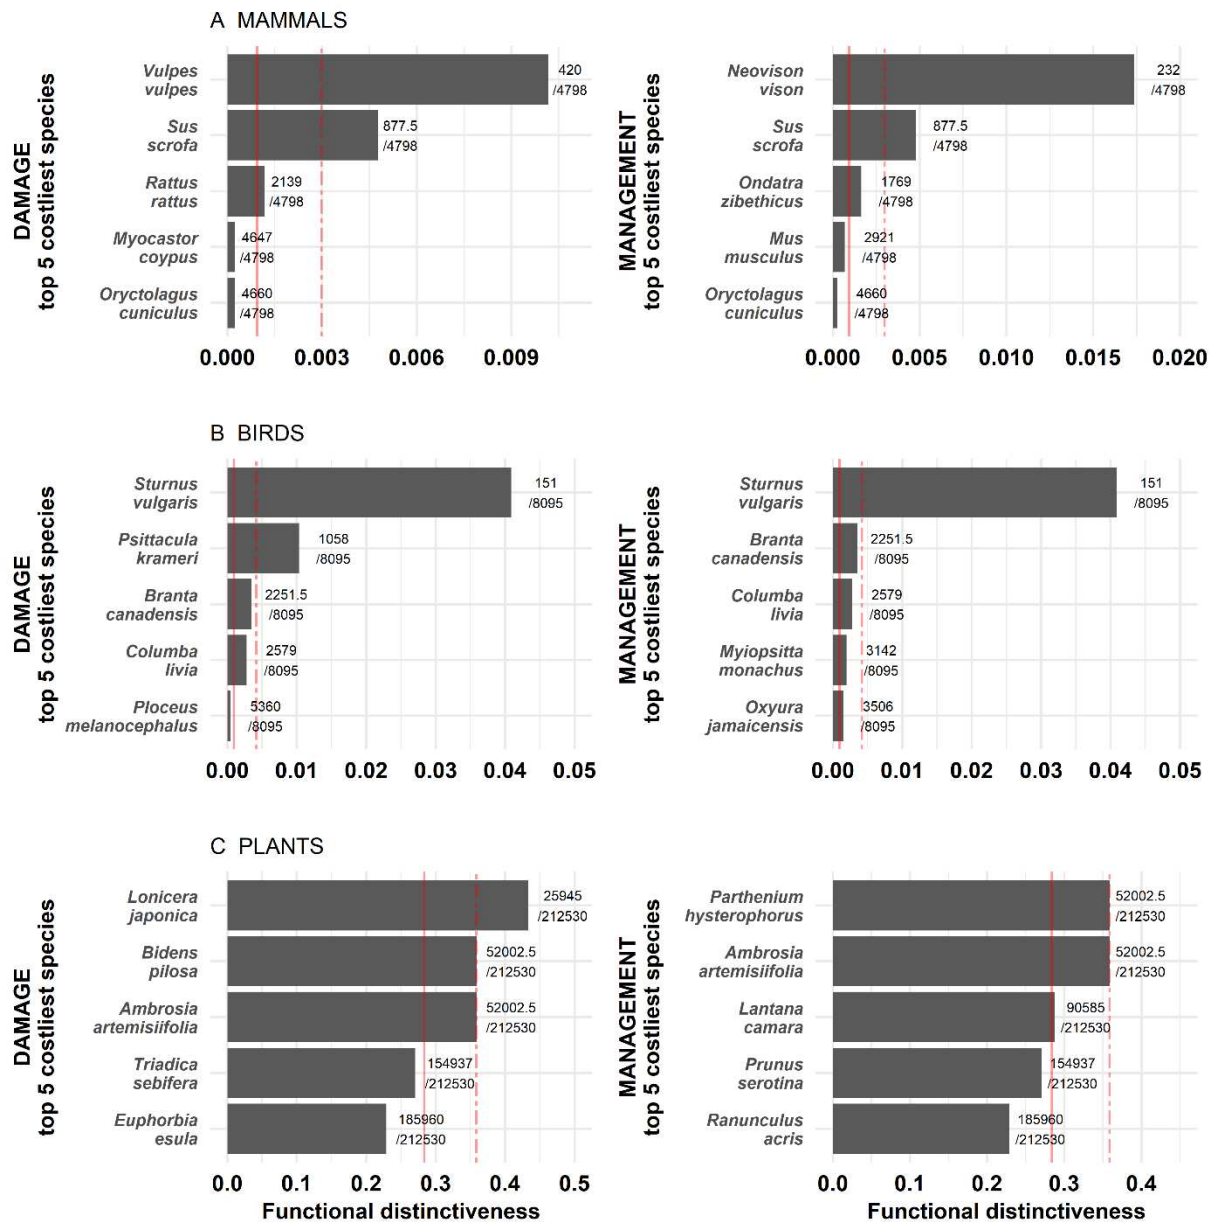 A MAMMALS
DAMAGE
top 5 costliest species
Vulpes
vulpes
420
/4798
Sus
scrofa
877.5
/4798
Rattus
rattus
2139
/4798
Myocastor
coypus
4647
/4798
Oryctolagus
cuniculus
4660
/4798
0.000 0.003 0.006 0.009
MANAGEMENT
top 5 costliest species
Neovison
vison
232
/4798
Sus
scrofa
877.5
/4798
Ondatra
zibethicus
1769
/4798
Mus
musculus
2921
/4798
Oryctolagus
cuniculus
4660
/4798
0.000 0.005 0.010 0.015 0.020
B BIRDS
DAMAGE
top 5 costliest species
Sturnus
vulgaris
151
/8095
Psittacula
krameri
1058
/8095
Branta
canadensis
2251.5
/8095
Columba
livia
2579
/8095
Ploceus
melanocephalus
5360
/8095
0.00 0.01 0.02 0.03 0.04 0.05
MANAGEMENT
top 5 costliest species
Sturnus
vulgaris
151
/8095
Branta
canadensis
2251.5
/8095
Columba
livia
2579
/8095
Myiopsitta
monachus
3142
/8095
Oxyura
jamaicensis
3506
/8095
0.00 0.01 0.02 0.03 0.04 0.05
C PLANTS
DAMAGE
top 5 costliest species
Lonicera
japonica
25945
/212530
Bidens
pilosa
52002.5
/212530
Ambrosia
artemisiifolia
52002.5
/212530
Triadica
sebifera
154937
/212530
Euphorbia
esula
185960
/212530
0.0 0.1 0.2 0.3 0.4 0.5
Functional distinctiveness
MANAGEMENT
top 5 costliest species
Parthenium
hysterophorus
52002.5
/212530
Ambrosia
artemisiifolia
52002.5
/212530
Lantana
camara
90585
/212530
Prunus
serotina
154937
/212530
Ranunculus
acris
185960
/212530
0.0 0.1 0.2 0.3 0.4
Functional distinctiveness